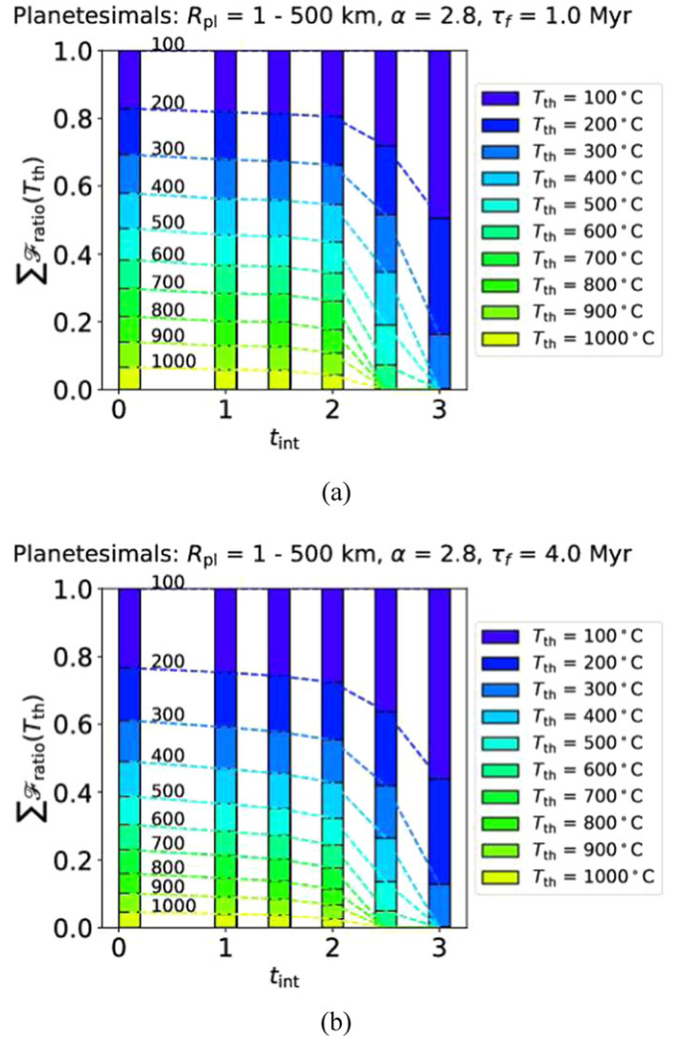 Planetesimals: R_pl = 1 - 500 km, α = 2.8, τ_f = 1.0 Myr
∑ℱ_ratio(T_th)
1.0
0.8
0.6
0.4
0.2
0.0
100
200
300
400
500
600
700
800
900
1000
0 1 2 3
t_int
T_th = 100°C
T_th = 200°C
T_th = 300°C
T_th = 400°C
T_th = 500°C
T_th = 600°C
T_th = 700°C
T_th = 800°C
T_th = 900°C
T_th = 1000°C
(a)
Planetesimals: R_pl = 1 - 500 km, α = 2.8, τ_f = 4.0 Myr
∑ℱ_ratio(T_th)
1.0
0.8
0.6
0.4
0.2
0.0
100
200
300
400
500
600
700
800
900
1000
0 1 2 3
t_int
T_th = 100°C
T_th = 200°C
T_th = 300°C
T_th = 400°C
T_th = 500°C
T_th = 600°C
T_th = 700°C
T_th = 800°C
T_th = 900°C
T_th = 1000°C
(b)